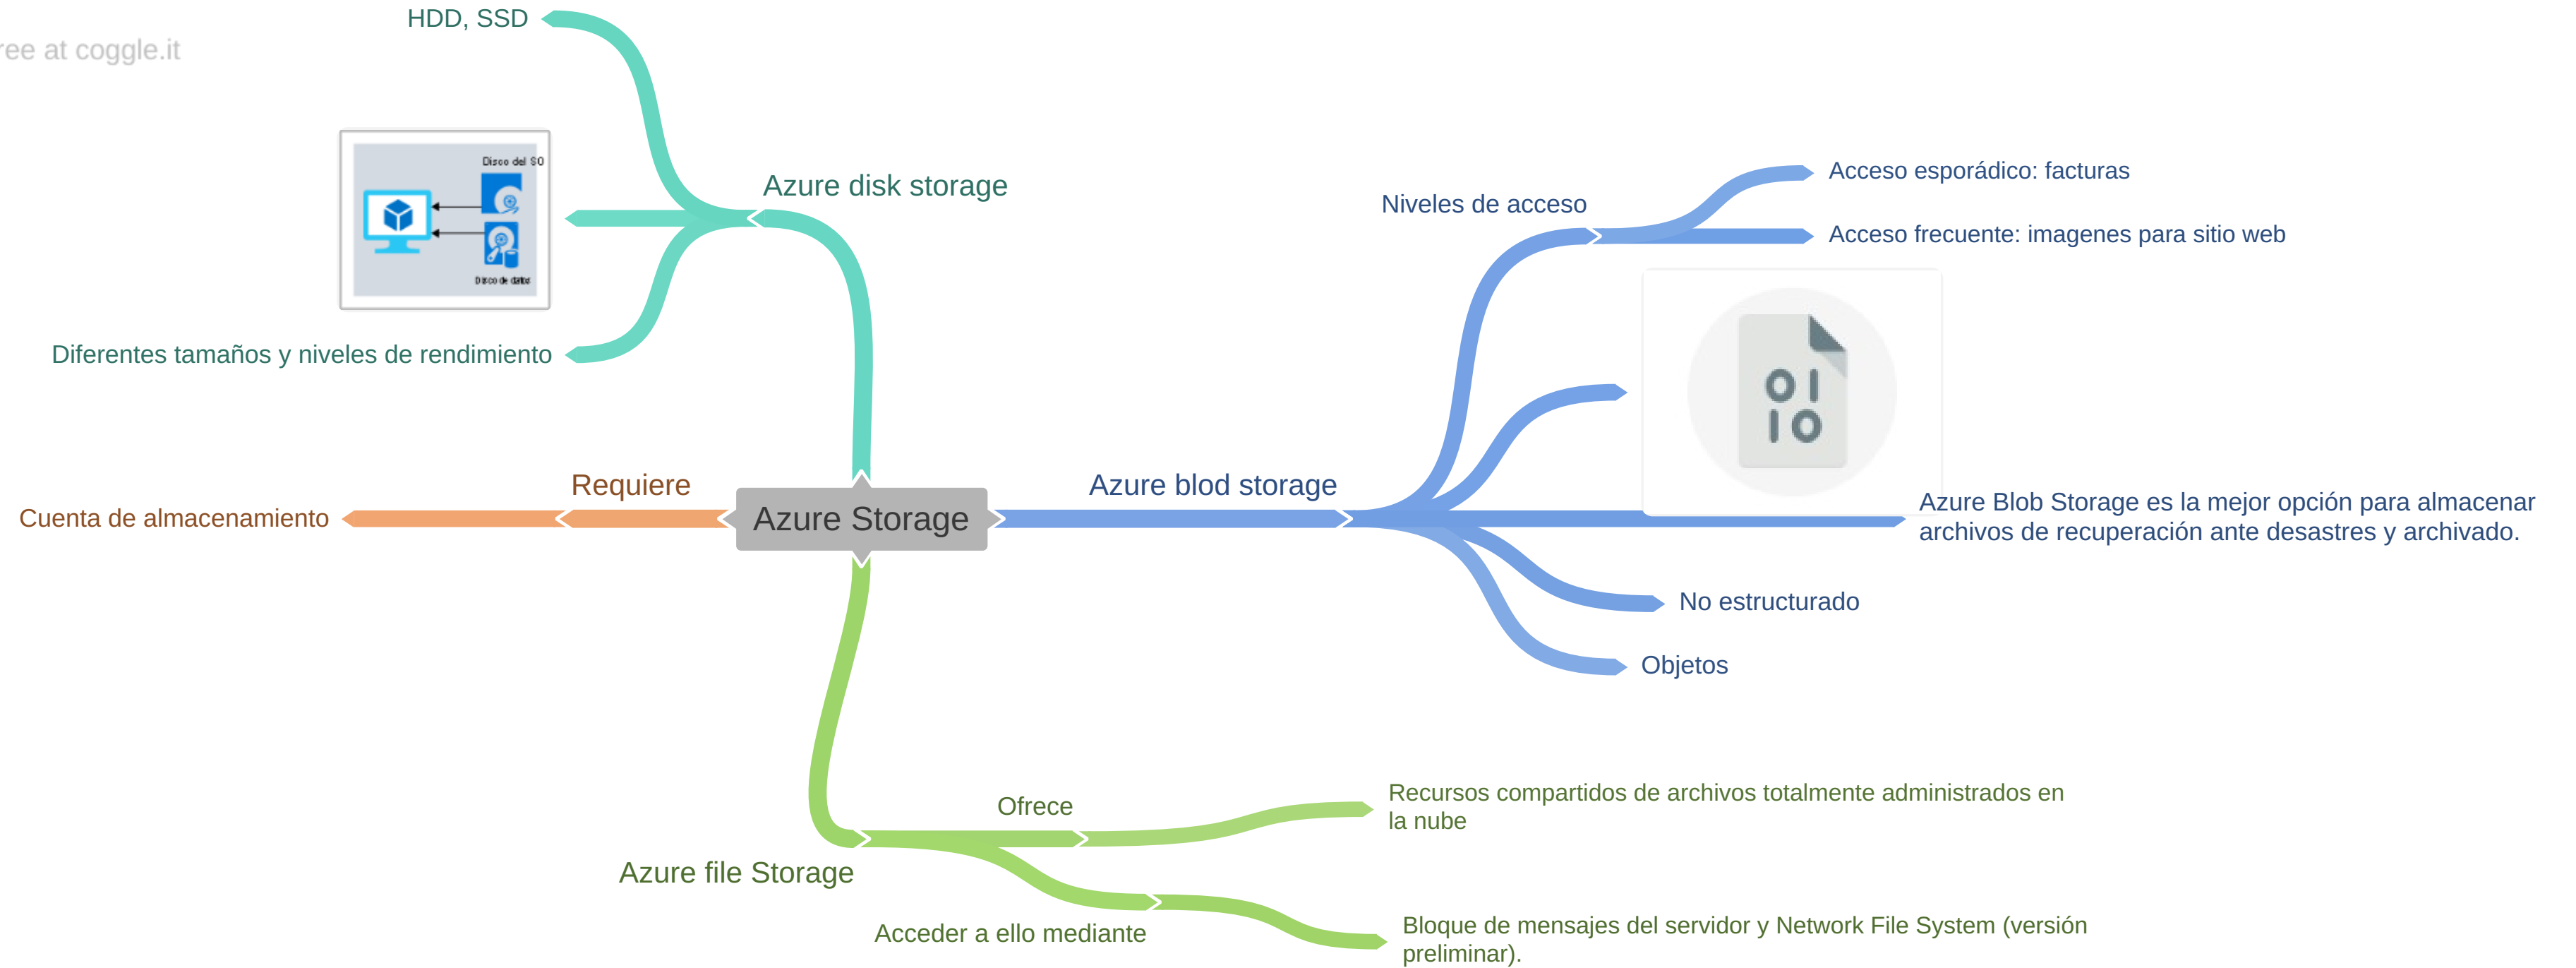 HDD, SSD
ree at coggle.it
Disco del SO
Disco de datos
Azure disk storage
Diferentes tamaños y niveles de rendimiento
Niveles de acceso
Acceso esporádico: facturas
Acceso frecuente: imagenes para sitio web
01
10
Requiere
Cuenta de almacenamiento
Azure Storage
Azure blod storage
Azure Blob Storage es la mejor opción para almacenar
archivos de recuperación ante desastres y archivado.
No estructurado
Objetos
Azure file Storage
Ofrece
Recursos compartidos de archivos totalmente administrados en
la nube
Acceder a ello mediante
Bloque de mensajes del servidor y Network File System (versión
preliminar).